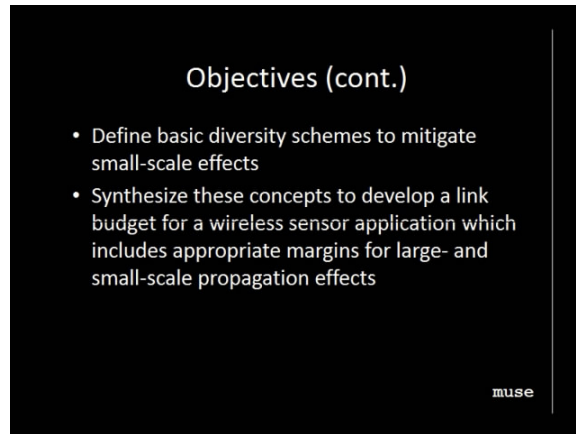 Objectives (cont.)
• Define basic diversity schemes to mitigate
small-scale effects
• Synthesize these concepts to develop a link
budget for a wireless sensor application which
includes appropriate margins for large- and
small-scale propagation effects
muse